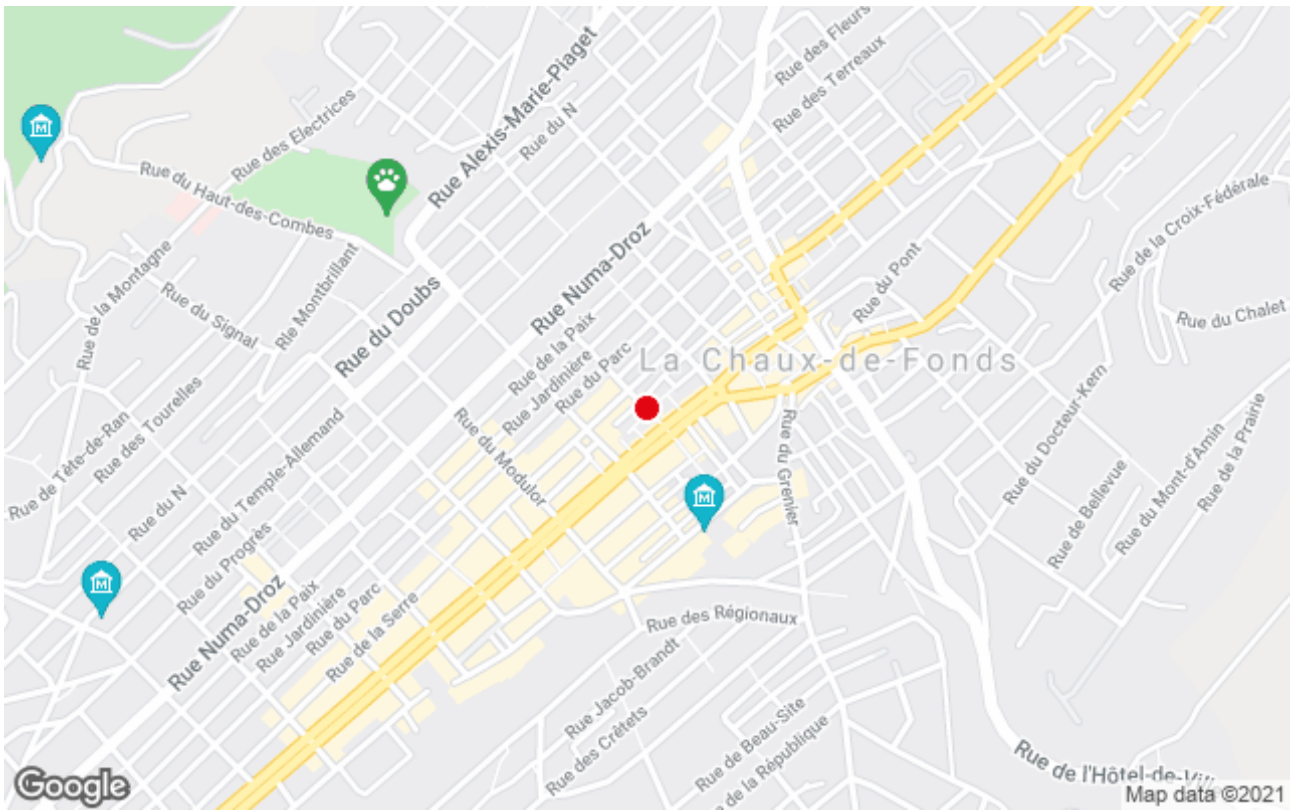 Rue des Fleurs
Rue des Terreaux
Rue Alexis-Marie-Piaget
Rue du N
Rue des Electrices
M
Rue du Haut-des-Combes
Rue de la Croix-Fédérale
Rue Numa-Droz
Rue du Pont
Rue de la Montagne
Rue Montbrillant
Rue du Signal
Rue du Doubs
Rue du Chalet
Rue de la Paix
Rue Jardinière
Rue du Parc
La Chaux-de-Fonds
Rue du Docteur-Kern
Rue de Tête-de-Ran
Rue des Tourelles
Rue du Temple-Allemand
Rue du Modulor
Rue du Grenier
Rue du Mont-d'Amin
Rue de la Prairie
Rue de Bellevue
M
Rue du N
Rue du Progrès
M
Rue Numa-Droz
Rue de la Paix
Rue Jardinière
Rue du Parc
Rue de la Serre
Rue des Régionaux
Rue Jacob-Brandt
Rue des Crêtets
Rue de Beau-Site
de la République
Rue de l'Hôtel-de-Vill
Google
Map data ©2021